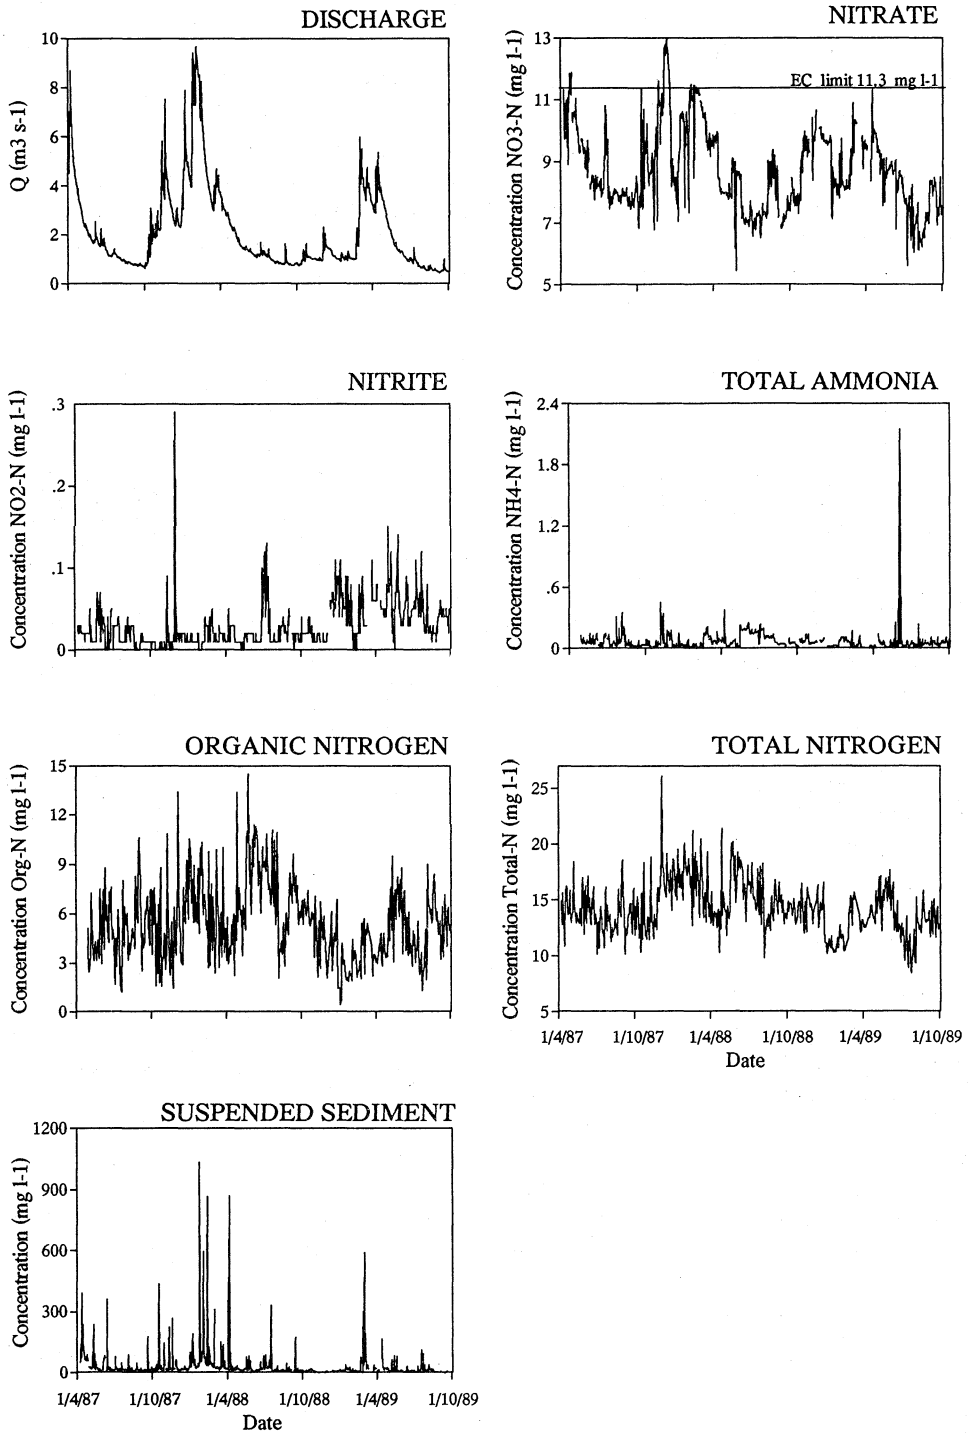 DISCHARGE
Q (m3 s-1)
10
8
6
4
2
0
NITRATE
Concentration NO3-N (mg l-1)
13
11
9
7
5
EC limit 11.3 mg l-1
NITRITE
Concentration NO2-N (mg l-1)
.3
.2
.1
0
TOTAL AMMONIA
Concentration NH4-N (mg l-1)
2.4
1.8
1.2
.6
0
ORGANIC NITROGEN
Concentration Org-N (mg l-1)
15
12
9
6
3
0
TOTAL NITROGEN
Concentration Total-N (mg l-1)
25
20
15
10
5
1/4/87 1/10/87 1/4/88 1/10/88 1/4/89 1/10/89
Date
SUSPENDED SEDIMENT
Concentration (mg l-1)
1200
900
600
300
0
1/4/87 1/10/87 1/4/88 1/10/88 1/4/89 1/10/89
Date